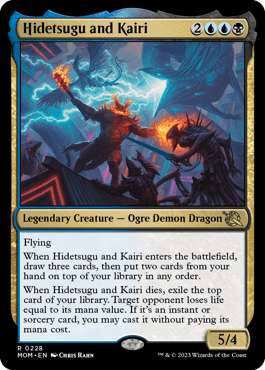 Hidetsugu and Kairi 2
Legendary Creature — Ogre Demon Dragon
Flying
When Hidetsugu and Kairi enters the battlefield,
draw three cards, then put two cards from your
hand on top of your library in any order.
When Hidetsugu and Kairi dies, exile the top
card of your library. Target opponent loses life
equal to its mana value. If it's an instant or
sorcery card, you may cast it without paying its
mana cost.
5/4
R 0228
MOM • EN Chris Rahn
™ & © 2023 Wizards of the Coast